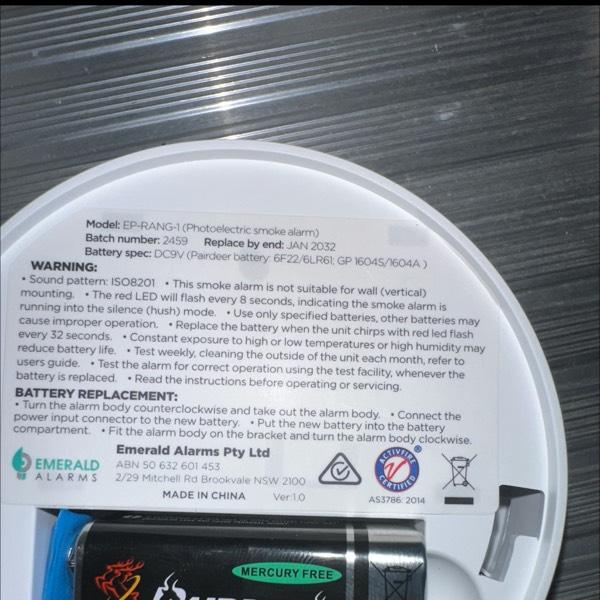 Model: EP-RANG-1 (Photoelectric smoke alarm)
Batch number: 2459 Replace by end: JAN 2032
Battery spec: DC9V (Pairdeer battery: 6F22/6LR61; GP 1604S/1604A )
WARNING:
• Sound pattern: ISO8201 • This smoke alarm is not suitable for wall (vertical)
mounting. • The red LED will flash every 8 seconds, indicating the smoke alarm is
running into the silence (hush) mode. • Use only specified batteries, other batteries may
cause improper operation. • Replace the battery when the unit chirps with red led flash
every 32 seconds. • Constant exposure to high or low temperatures or high humidity may
reduce battery life. • Test weekly, cleaning the outside of the unit each month, refer to
users guide. • Test the alarm for correct operation using the test facility, whenever the
battery is replaced. • Read the instructions before operating or servicing.
BATTERY REPLACEMENT:
• Turn the alarm body counterclockwise and take out the alarm body. • Connect the
power input connector to the new battery. • Put the new battery into the battery
compartment. • Fit the alarm body on the bracket and turn the alarm body clockwise.
EMERALD
ALARMS
Emerald Alarms Pty Ltd
ABN 50 632 601 453
2/29 Mitchell Rd Brookvale NSW 2100
MADE IN CHINA Ver:1.0
ACTIVFIRE
CERTIFIED
AS3786: 2014
MERCURY FREE